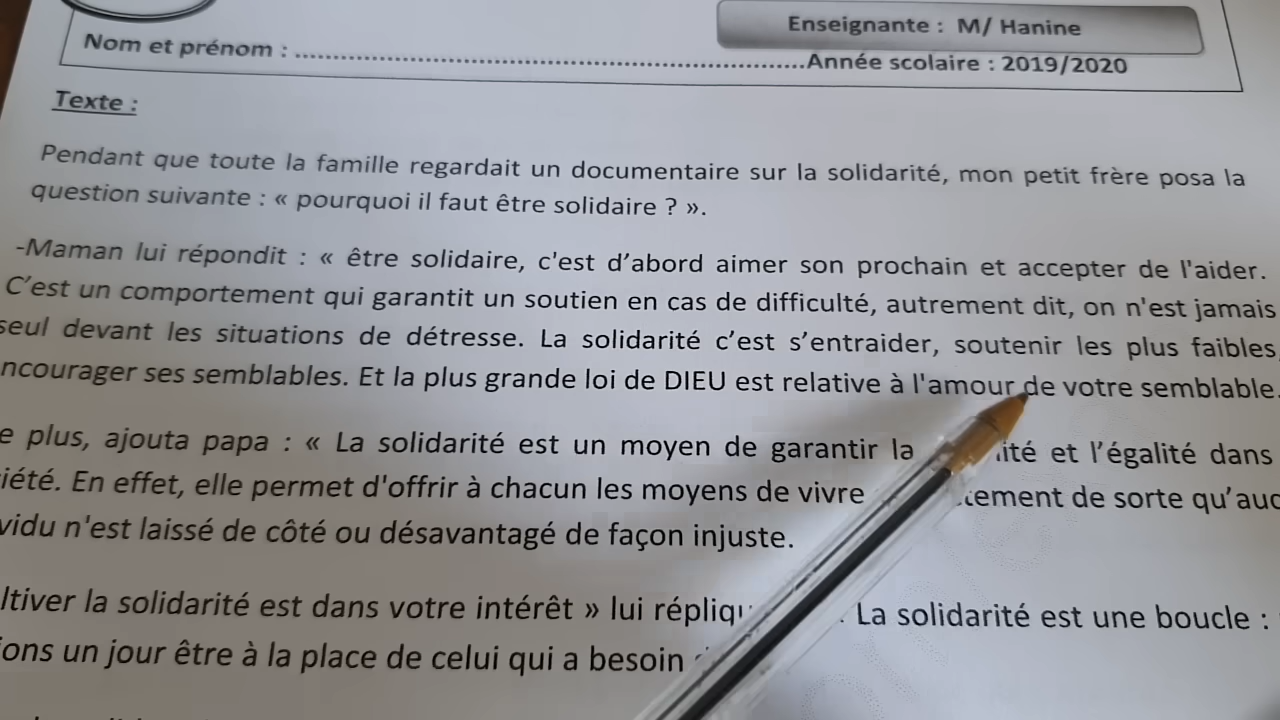 Enseignante : M/ Hanine
Nom et prénom : ...............................................................................Année scolaire : 2019/2020
Texte :
Pendant que toute la famille regardait un documentaire sur la solidarité, mon petit frère posa la
question suivante : « pourquoi il faut être solidaire ? ».
-Maman lui répondit : « être solidaire, c'est d’abord aimer son prochain et accepter de l'aider.
C’est un comportement qui garantit un soutien en cas de difficulté, autrement dit, on n'est jamais
seul devant les situations de détresse. La solidarité c’est s’entraider, soutenir les plus faibles,
ncourager ses semblables. Et la plus grande loi de DIEU est relative à l'amour de votre semblable.
e plus, ajouta papa : « La solidarité est un moyen de garantir la ité et l’égalité dans
iété. En effet, elle permet d'offrir à chacun les moyens de vivre tement de sorte qu’auc
vidu n'est laissé de côté ou désavantagé de façon injuste.
ltiver la solidarité est dans votre intérêt » lui répliqu . La solidarité est une boucle :
ions un jour être à la place de celui qui a besoin